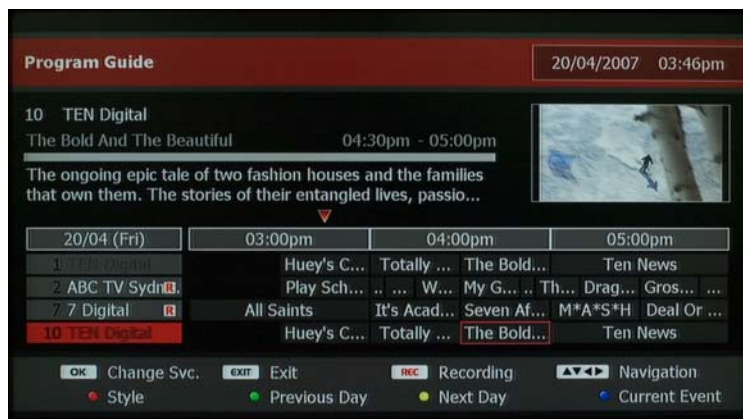 Program Guide 20/04/2007 03:46pm
10 TEN Digital
The Bold And The Beautiful 04:30pm - 05:00pm
The ongoing epic tale of two fashion houses and the families
that own them. The stories of their entangled lives, passio...
20/04 (Fri) 03:00pm 04:00pm 05:00pm
1 TEN Digital Huey's C... Totally ... The Bold... Ten News
2 ABC TV Sydn R. Play Sch... .. ... W... My G... .. Th... Drag... Gros... ...
7 7 Digital R All Saints It's Acad... Seven Af... M*A*S*H Deal Or ...
10 TEN Digital Huey's C... Totally ... The Bold... Ten News
OK Change Svc. EXIT Exit REC Recording ▲▼◄► Navigation
Style Previous Day Next Day Current Event